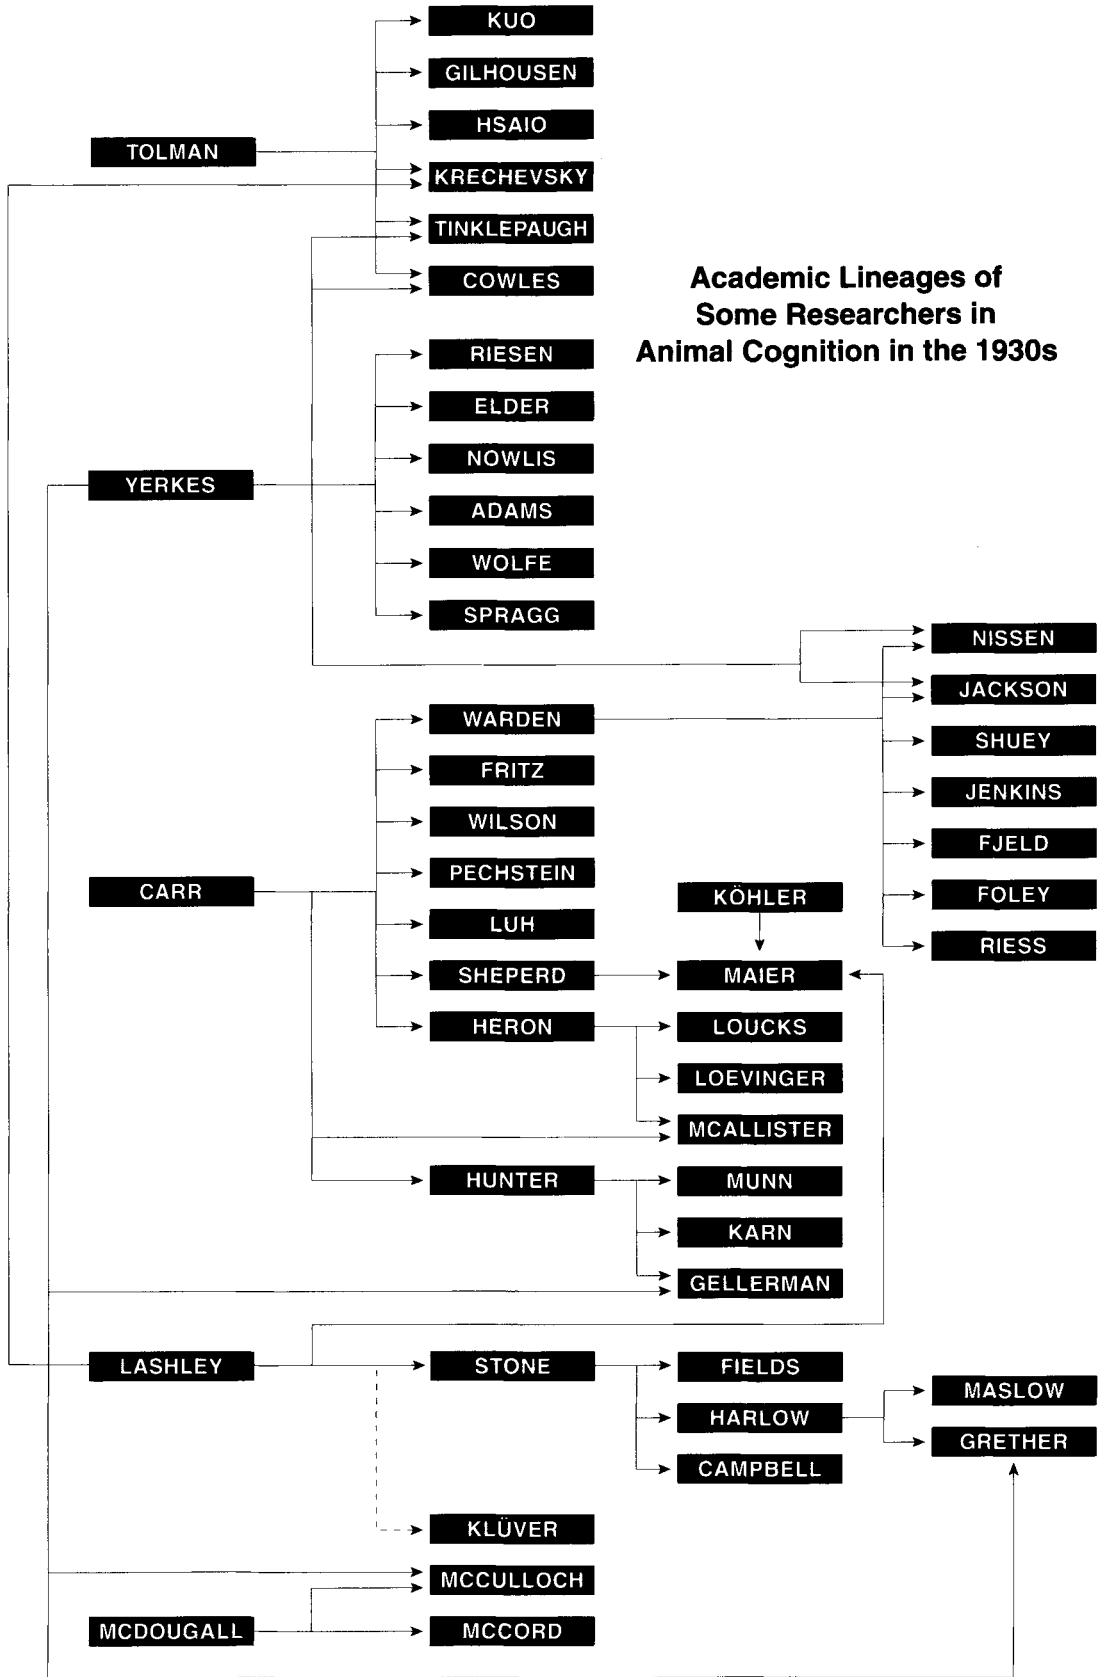 KUO
GILHOUSEN
HSAIO
TOLMAN
KRECHEVSKY
TINKLEPAUGH
COWLES
Academic Lineages of
Some Researchers in
Animal Cognition in the 1930s
RIESEN
ELDER
NOWLIS
YERKES
ADAMS
WOLFE
SPRAGG
NISSEN
JACKSON
WARDEN
SHUEY
FRITZ
JENKINS
WILSON
FJELD
PECHSTEIN
CARR
KÖHLER
FOLEY
LUH
RIESS
SHEPERD
MAIER
HERON
LOUCKS
LOEVINGER
MCALLISTER
HUNTER
MUNN
KARN
GELLERMAN
LASHLEY
STONE
FIELDS
MASLOW
HARLOW
GRETHER
CAMPBELL
KLÜVER
MCCULLOCH
MCDOUGALL
MCCORD